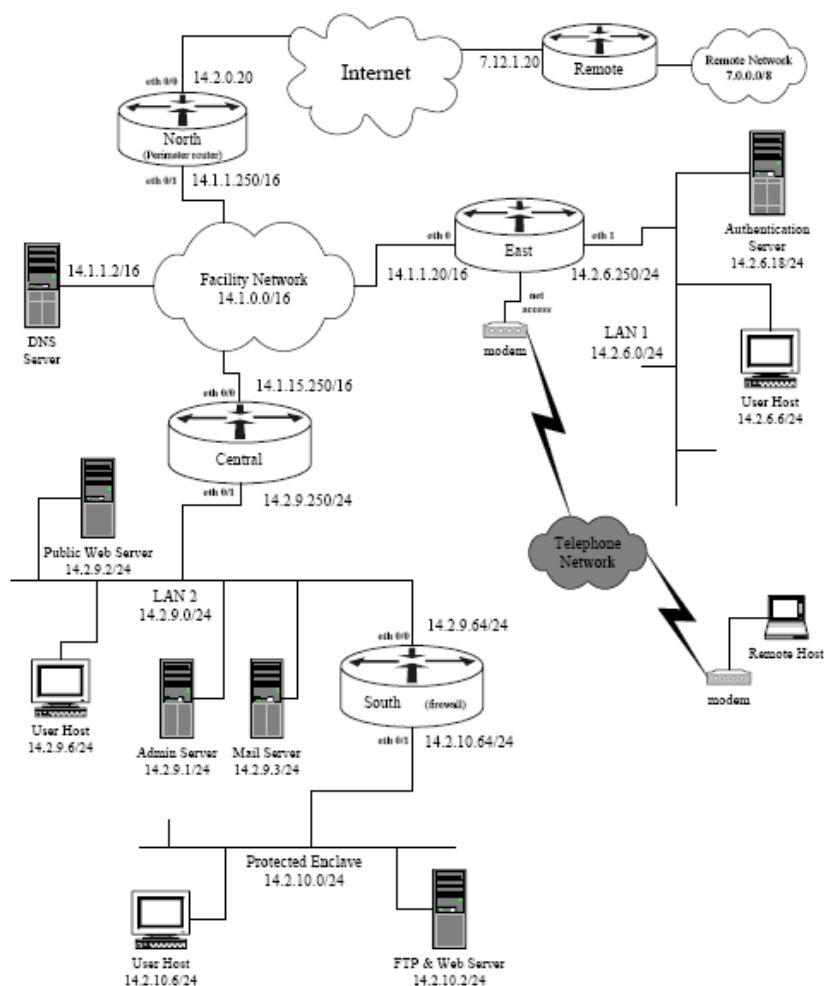 Internet
7.12.1.20
Remote
Remote Network
7.0.0.0/8
eth 0/0
14.2.0.20
North
(Perimeter router)
eth 0/1
14.1.1.250/16
Authentication
Server
14.2.6.18/24
eth 0
East
eth 1
14.1.1.20/16
14.2.6.250/24
14.1.1.2/16
Facility Network
14.1.0.0/16
DNS
Server
net
access
modem
LAN 1
14.2.6.0/24
User Host
14.2.6.6/24
eth 0/0
14.1.15.250/16
Central
eth 0/1
14.2.9.250/24
Public Web Server
14.2.9.2/24
Telephone
Network
LAN 2
14.2.9.0/24
eth 0/0
14.2.9.64/24
Remote Host
modem
South
(firewall)
eth 0/1
14.2.10.64/24
User Host
14.2.9.6/24
Admin Server
14.2.9.1/24
Mail Server
14.2.9.3/24
Protected Enclave
14.2.10.0/24
User Host
14.2.10.6/24
FTP & Web Server
14.2.10.2/24